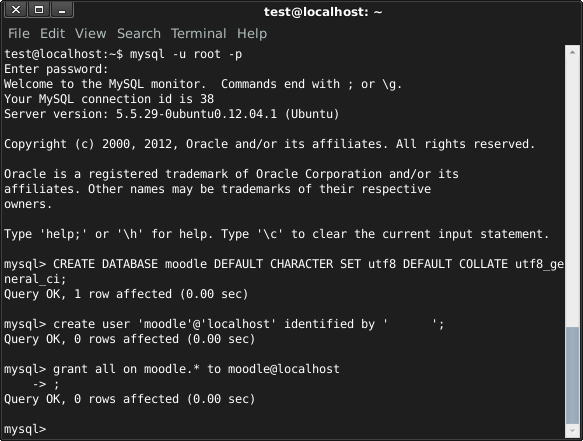 test@localhost: ~
File Edit View Search Terminal Help
test@localhost:~$ mysql -u root -p
Enter password:
Welcome to the MySQL monitor.  Commands end with ; or \g.
Your MySQL connection id is 38
Server version: 5.5.29-0ubuntu0.12.04.1 (Ubuntu)
Copyright (c) 2000, 2012, Oracle and/or its affiliates. All rights reserved.
Oracle is a registered trademark of Oracle Corporation and/or its
affiliates. Other names may be trademarks of their respective
owners.
Type 'help;' or '\h' for help. Type '\c' to clear the current input statement.
mysql> CREATE DATABASE moodle DEFAULT CHARACTER SET utf8 DEFAULT COLLATE utf8_ge
neral_ci;
Query OK, 1 row affected (0.00 sec)
mysql> create user 'moodle'@'localhost' identified by '      ';
Query OK, 0 rows affected (0.00 sec)
mysql> grant all on moodle.* to moodle@localhost
    -> ;
Query OK, 0 rows affected (0.00 sec)
mysql>